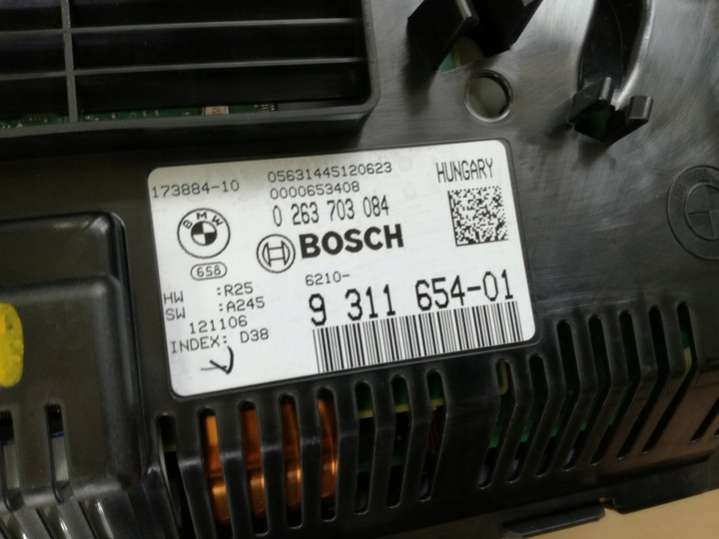 05631445120623
173884-10
0000653408
HUNGARY
0 263 703 084
BMW
BOSCH
658
6210-
HW :R25
SW :A245
9 311 654-01
121106
INDEX: D38